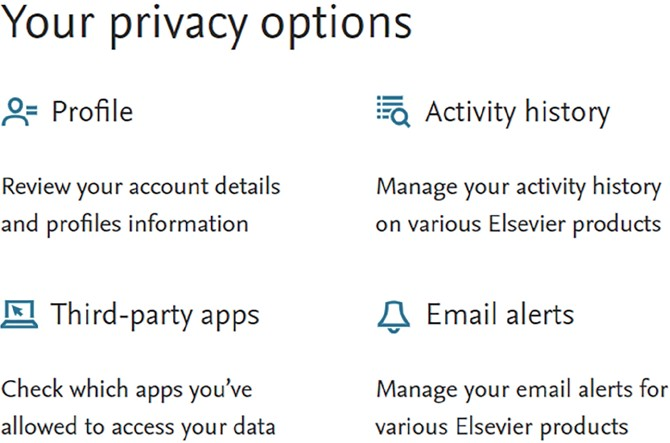 Your privacy options
Profile
Review your account details
and profiles information
Activity history
Manage your activity history
on various Elsevier products
Third-party apps
Check which apps you’ve
allowed to access your data
Email alerts
Manage your email alerts for
various Elsevier products